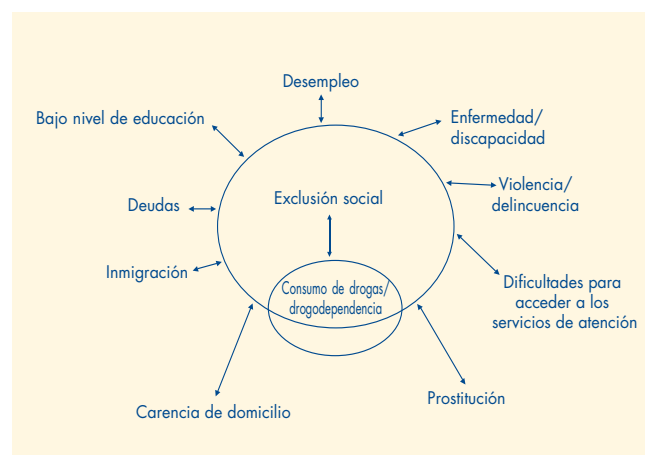 Desempleo
Bajo nivel de educación
Enfermedad/
discapacidad
Violencia/
delincuencia
Deudas
Exclusión social
Inmigración
Consumo de drogas/
drogodependencia
Dificultades para
acceder a los
servicios de atención
Carencia de domicilio
Prostitución